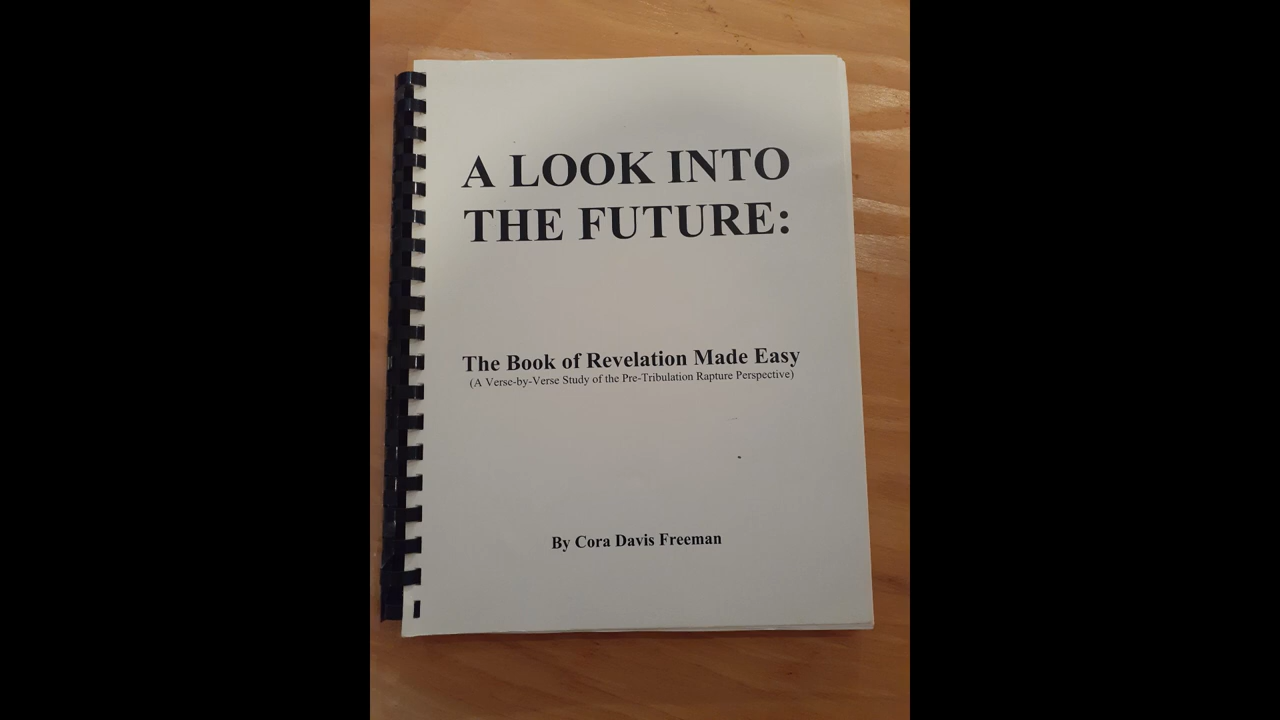 A LOOK INTO
THE FUTURE:
The Book of Revelation Made Easy
(A Verse-by-Verse Study of the Pre-Tribulation Rapture Perspective)
By Cora Davis Freeman